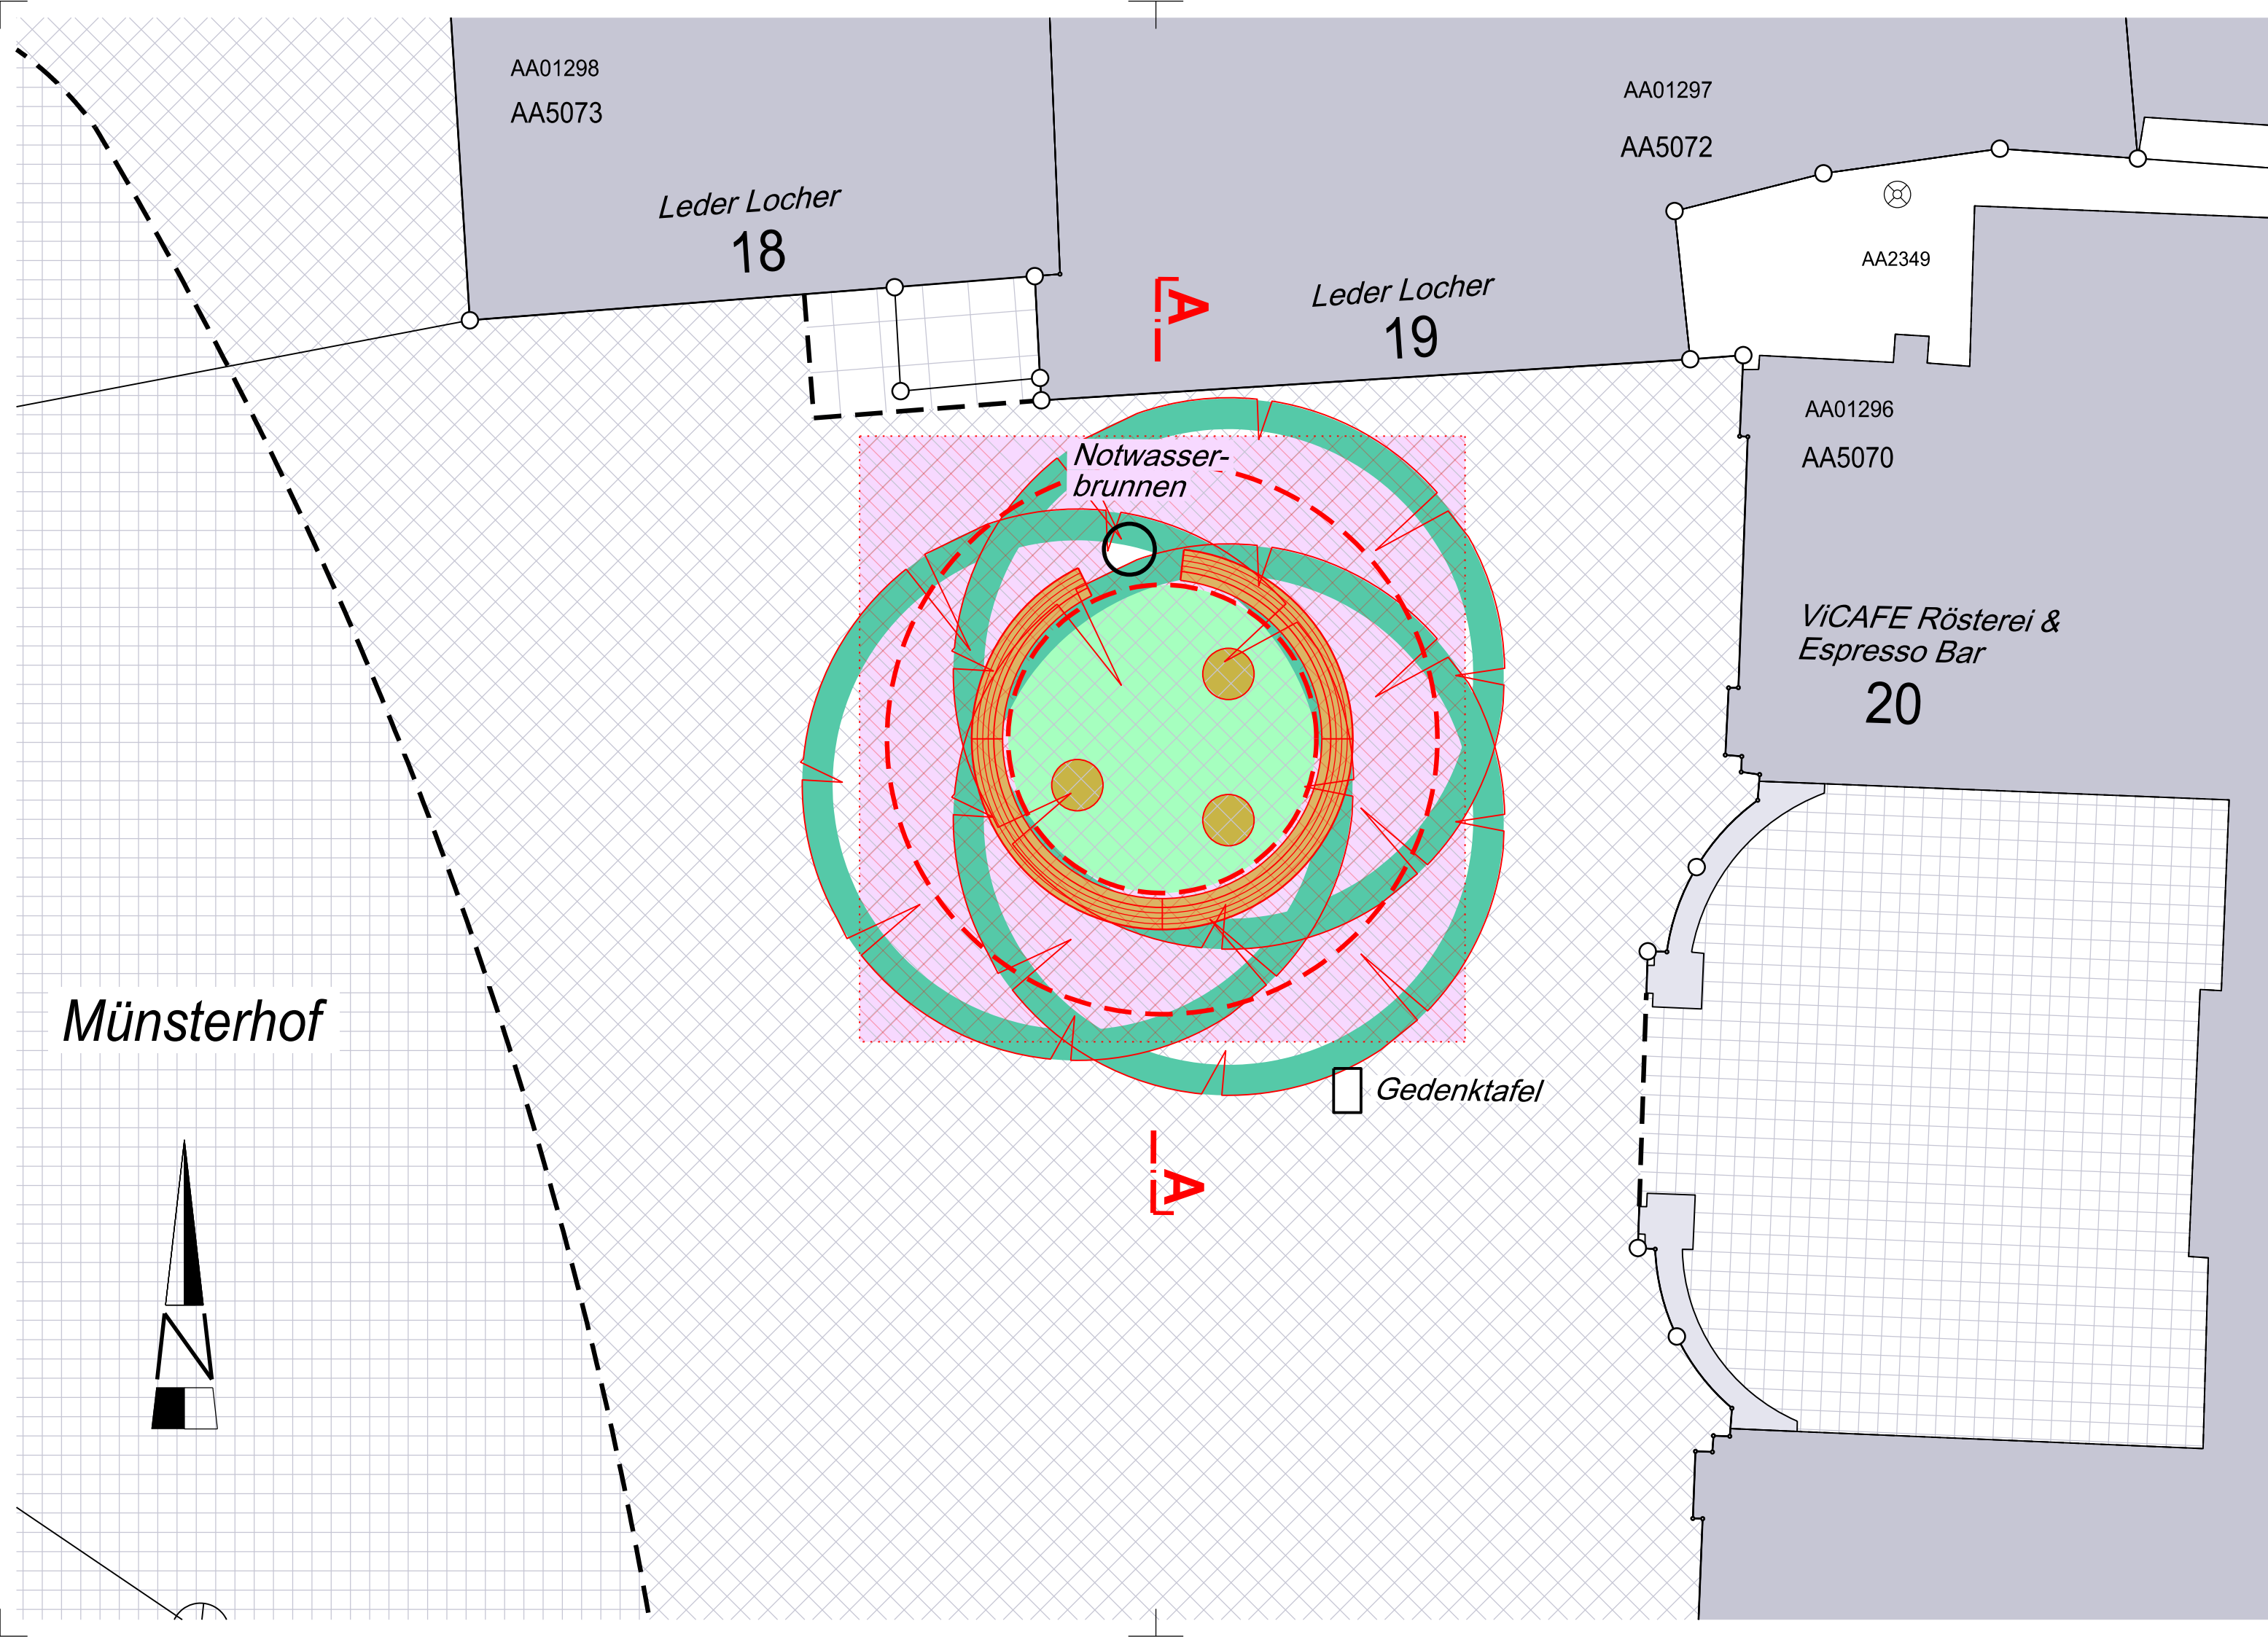 AA01298
AA5073
Leder Locher
18
AA01297
AA5072
AA2349
Leder Locher
19
A
AA01296
AA5070
Notwasser-
brunnen
ViCAFE Rösterei &
Espresso Bar
20
Münsterhof
Gedenktafel
A
N